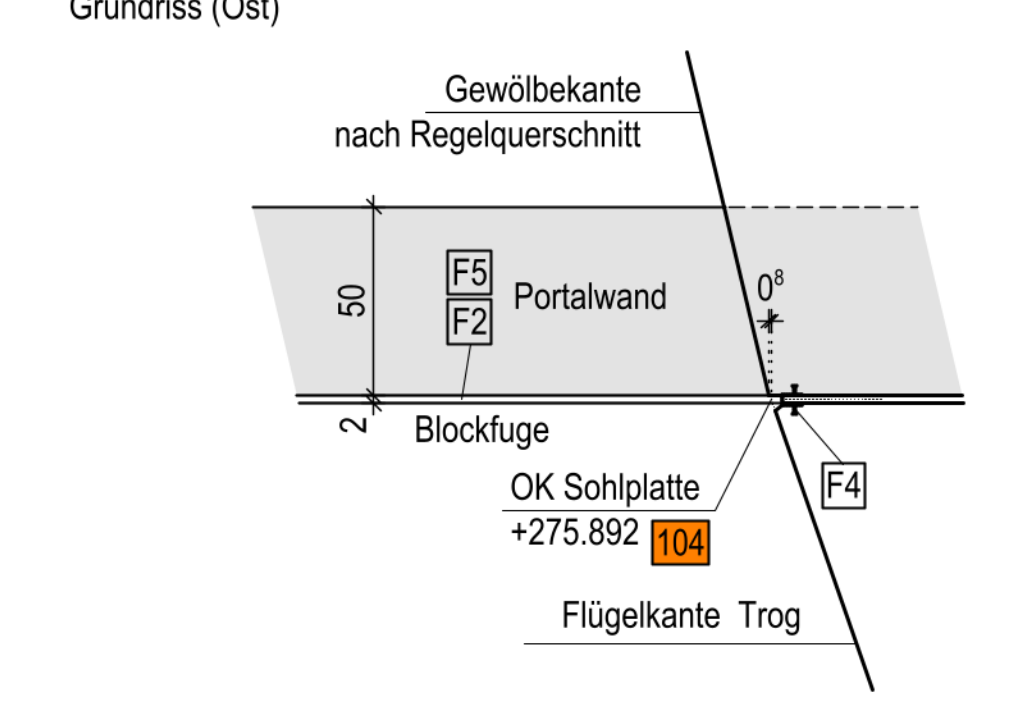 Grundriss (Ost)
Gewölbekante
nach Regelquerschnitt
0⁸
F5
Portalwand
50
F2
2
Blockfuge
OK Sohlplatte
F4
+275.892
104
Flügelkante Trog